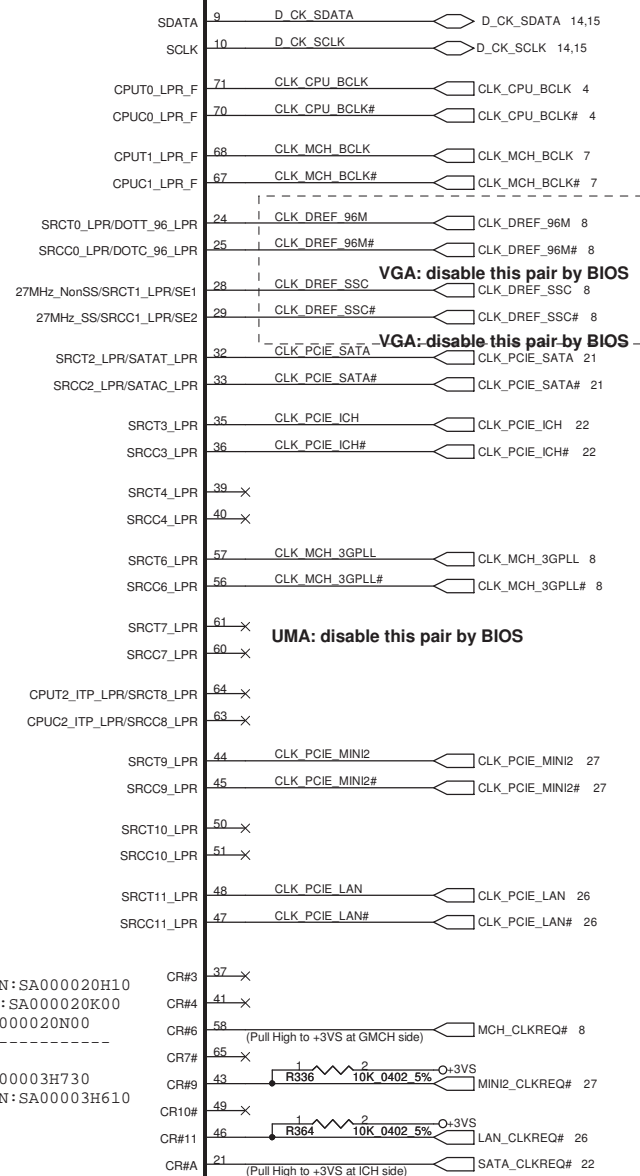 SDATA 9 D_CK_SDATA D_CK_SDATA 14,15
SCLK 10 D_CK_SCLK D_CK_SCLK 14,15
CPUT0_LPR_F 71 CLK_CPU_BCLK CLK_CPU_BCLK 4
CPUC0_LPR_F 70 CLK_CPU_BCLK# CLK_CPU_BCLK# 4
CPUT1_LPR_F 68 CLK_MCH_BCLK CLK_MCH_BCLK 7
CPUC1_LPR_F 67 CLK_MCH_BCLK# CLK_MCH_BCLK# 7
SRCT0_LPR/DOTT_96_LPR 24 CLK_DREF_96M CLK_DREF_96M 8
SRCC0_LPR/DOTC_96_LPR 25 CLK_DREF_96M# CLK_DREF_96M# 8
VGA: disable this pair by BIOS
27MHz_NonSS/SRCT1_LPR/SE1 28 CLK_DREF_SSC CLK_DREF_SSC 8
27MHz_SS/SRCC1_LPR/SE2 29 CLK_DREF_SSC# CLK_DREF_SSC# 8
VGA: disable this pair by BIOS
SRCT2_LPR/SATAT_LPR 32 CLK_PCIE_SATA CLK_PCIE_SATA 21
SRCC2_LPR/SATAC_LPR 33 CLK_PCIE_SATA# CLK_PCIE_SATA# 21
SRCT3_LPR 35 CLK_PCIE_ICH CLK_PCIE_ICH 22
SRCC3_LPR 36 CLK_PCIE_ICH# CLK_PCIE_ICH# 22
SRCT4_LPR 39
SRCC4_LPR 40
SRCT6_LPR 57 CLK_MCH_3GPLL CLK_MCH_3GPLL 8
SRCC6_LPR 56 CLK_MCH_3GPLL# CLK_MCH_3GPLL# 8
SRCT7_LPR 61
UMA: disable this pair by BIOS
SRCC7_LPR 60
CPUT2_ITP_LPR/SRCT8_LPR 64
CPUC2_ITP_LPR/SRCC8_LPR 63
SRCT9_LPR 44 CLK_PCIE_MINI2 CLK_PCIE_MINI2 27
SRCC9_LPR 45 CLK_PCIE_MINI2# CLK_PCIE_MINI2# 27
SRCT10_LPR 50
SRCC10_LPR 51
SRCT11_LPR 48 CLK_PCIE_LAN CLK_PCIE_LAN 26
SRCC11_LPR 47 CLK_PCIE_LAN# CLK_PCIE_LAN# 26
N:SA000020H10 CR#3 37
:SA000020K00 CR#4 41
000020N00 CR#6 58 MCH_CLKREQ# 8
(Pull High to +3VS at GMCH side)
-----------
CR7# 65
1 2 +3VS
00003H730 CR#9 43 R336 10K_0402_5% MINI2_CLKREQ# 27
N:SA00003H610
CR10# 49
1 2 +3VS
CR#11 46 R364 10K_0402_5% LAN_CLKREQ# 26
CR#A 21 SATA_CLKREQ# 22
(Pull High to +3VS at ICH side)